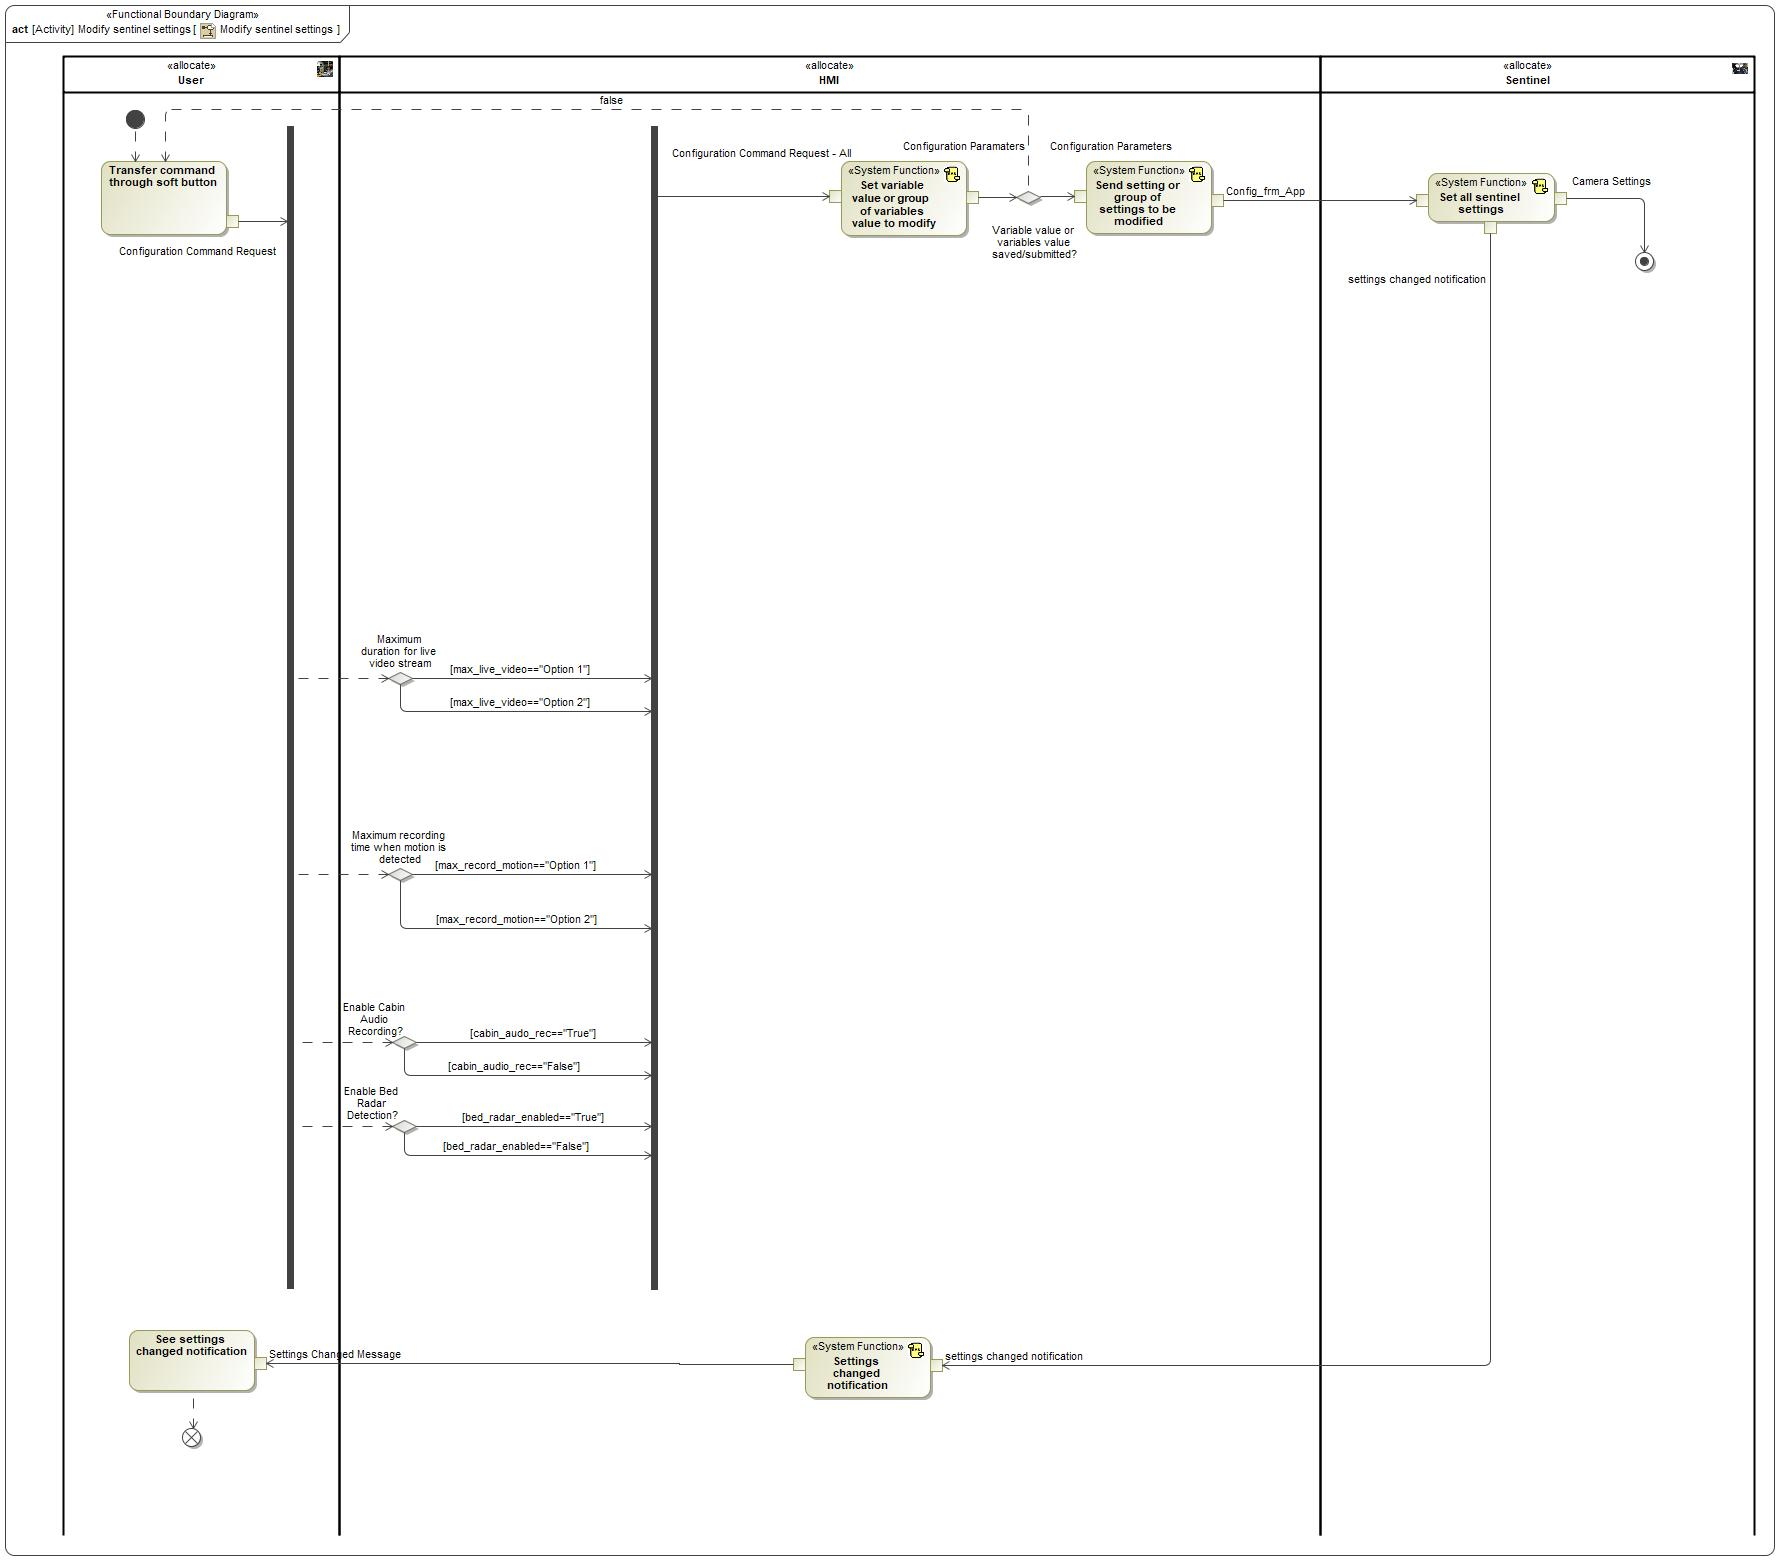 «Functional Boundary Diagram»
act [Activity] Modify sentinel settings [ Modify sentinel settings ]
«allocate»
User
«allocate»
HMI
«allocate»
Sentinel
false
Transfer command
through soft button
Configuration Command Request
Configuration Command Request - All
«System Function»
Set variable
value or group
of variables
value to modify
Configuration Paramaters
Variable value or
variables value
saved/submitted?
Configuration Parameters
«System Function»
Send setting or
group of
settings to be
modified
Config_frm_App
«System Function»
Set all sentinel
settings
Camera Settings
settings changed notification
Maximum
duration for live
video stream
[max_live_video=="Option 1"]
[max_live_video=="Option 2"]
Maximum recording
time when motion is
detected
[max_record_motion=="Option 1"]
[max_record_motion=="Option 2"]
Enable Cabin
Audio
Recording?
[cabin_audo_rec=="True"]
[cabin_audio_rec=="False"]
Enable Bed
Radar
Detection?
[bed_radar_enabled=="True"]
[bed_radar_enabled=="False"]
See settings
changed notification
Settings Changed Message
«System Function»
Settings
changed
notification
settings changed notification